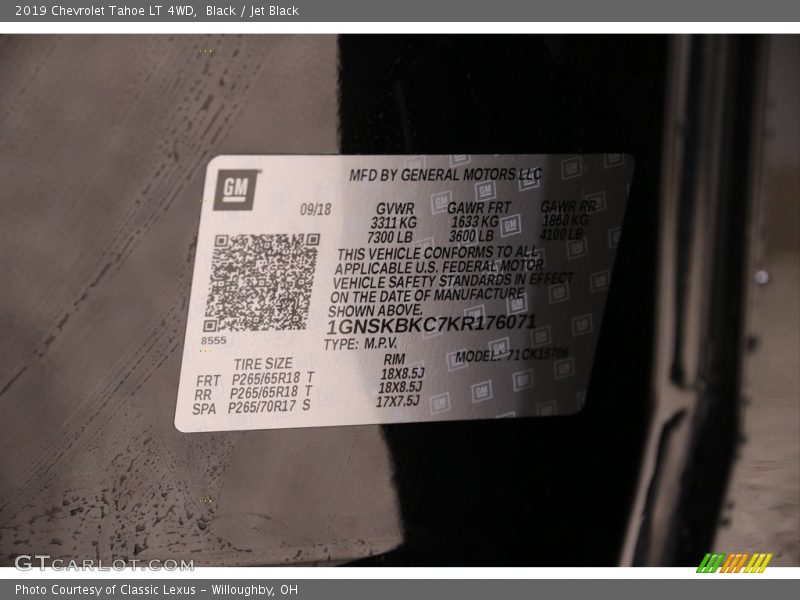 2019 Chevrolet Tahoe LT 4WD, Black / Jet Black
MFD BY GENERAL MOTORS LLC
GM
09/18
GVWR GAWR FRT GAWR RR
3311 KG 1633 KG 1860 KG
7300 LB 3600 LB 4100 LB
THIS VEHICLE CONFORMS TO ALL
APPLICABLE U.S. FEDERAL MOTOR
VEHICLE SAFETY STANDARDS IN EFFECT
ON THE DATE OF MANUFACTURE
SHOWN ABOVE.
1GNSKBKC7KR176071
8555
TYPE: M.P.V. MODEL: 71CK15706
TIRE SIZE RIM
FRT P265/65R18 T 18X8.5J
RR P265/65R18 T 18X8.5J
SPA P265/70R17 S 17X7.5J
GTCARLOT.COM
Photo Courtesy of Classic Lexus - Willoughby, OH